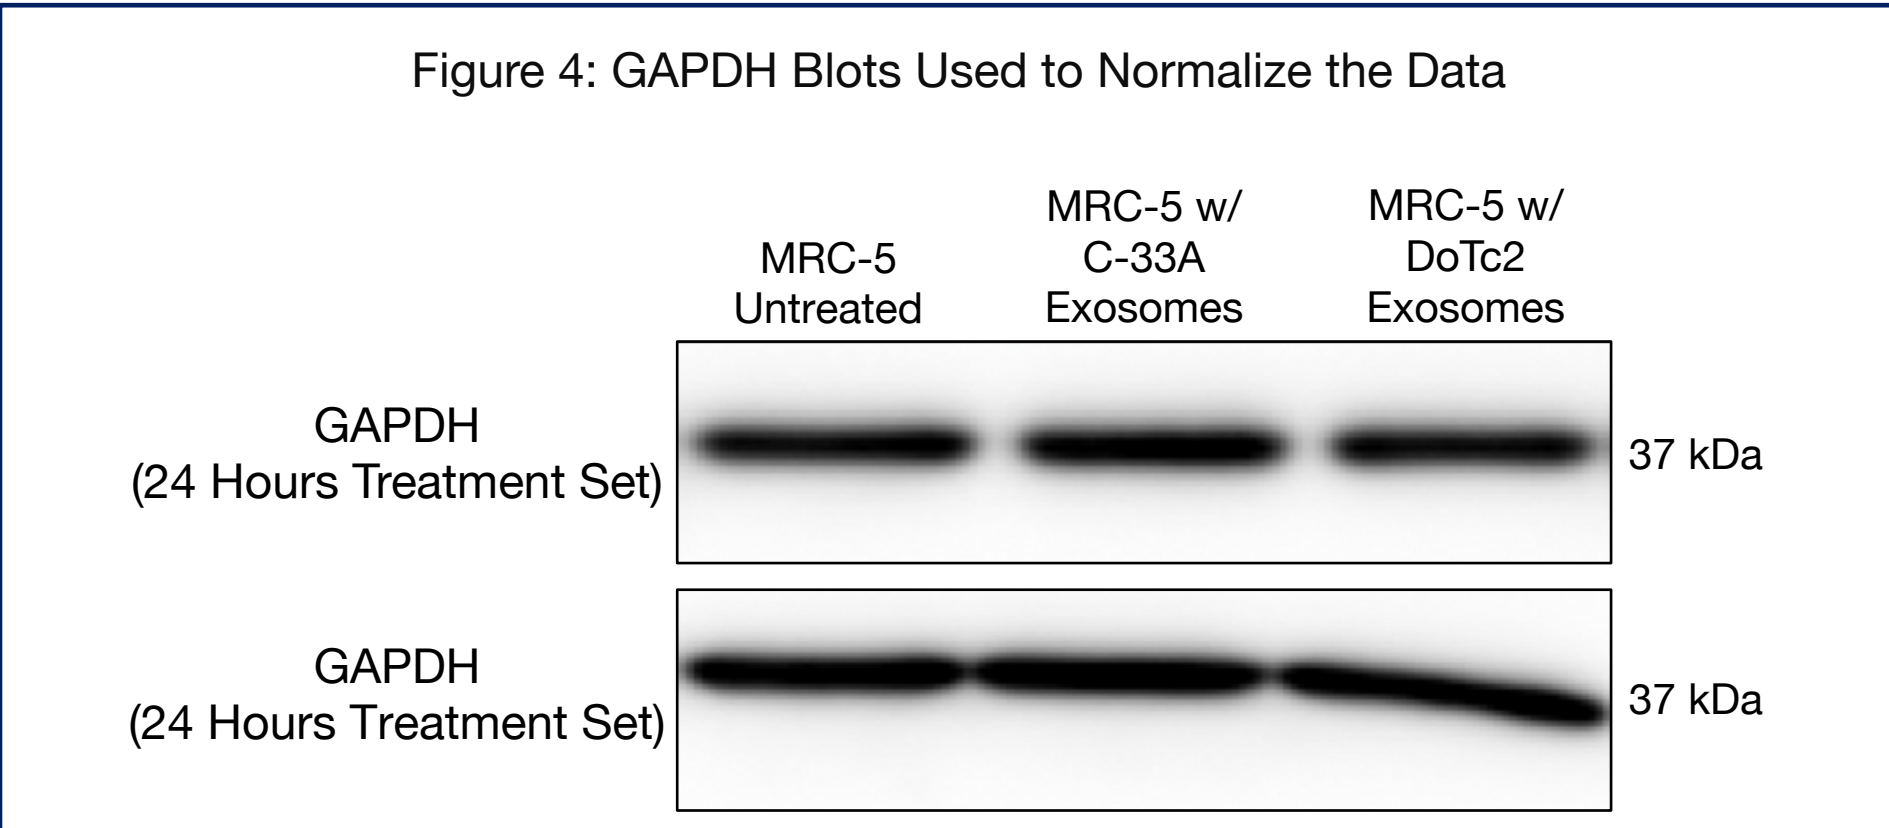 Figure 4: GAPDH Blots Used to Normalize the Data
MRC-5
Untreated
MRC-5 w/
C-33A
Exosomes
MRC-5 w/
DoTc2
Exosomes
GAPDH
(24 Hours Treatment Set)
37 kDa
GAPDH
(24 Hours Treatment Set)
37 kDa